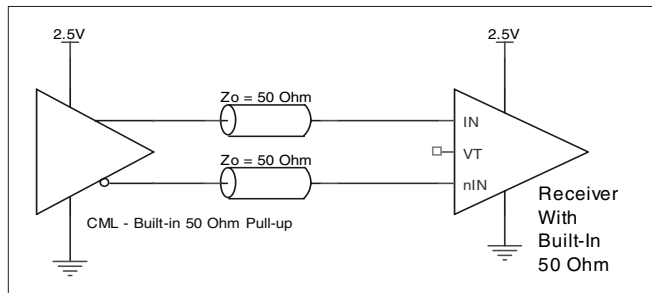 2.5V
2.5V
Zo = 50 Ohm
IN
VT
Zo = 50 Ohm
nIN
CML - Built-in 50 Ohm Pull-up
Receiver
With
Built-In
50 Ohm